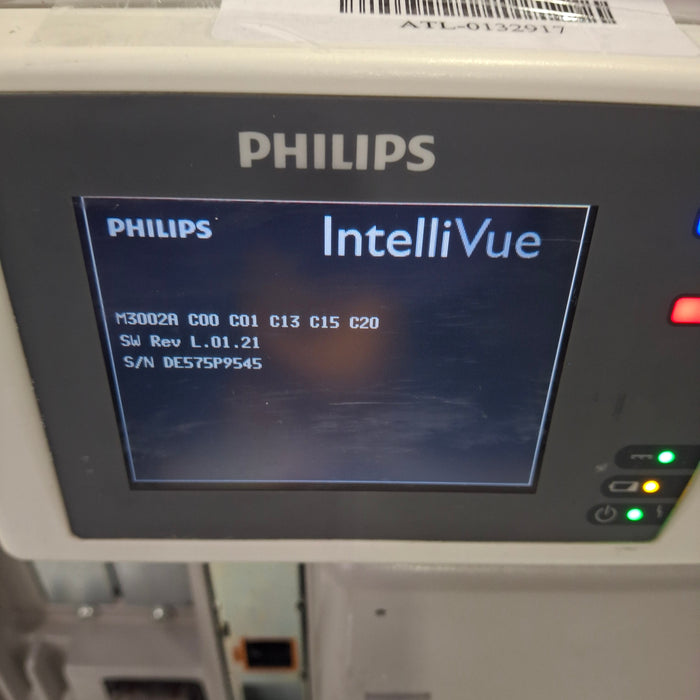 ATL-0132917
PHILIPS
PHILIPS IntelliVue
M3002A C00 C01 C13 C15 C20
SW Rev L.01.21
S/N DE575P9545